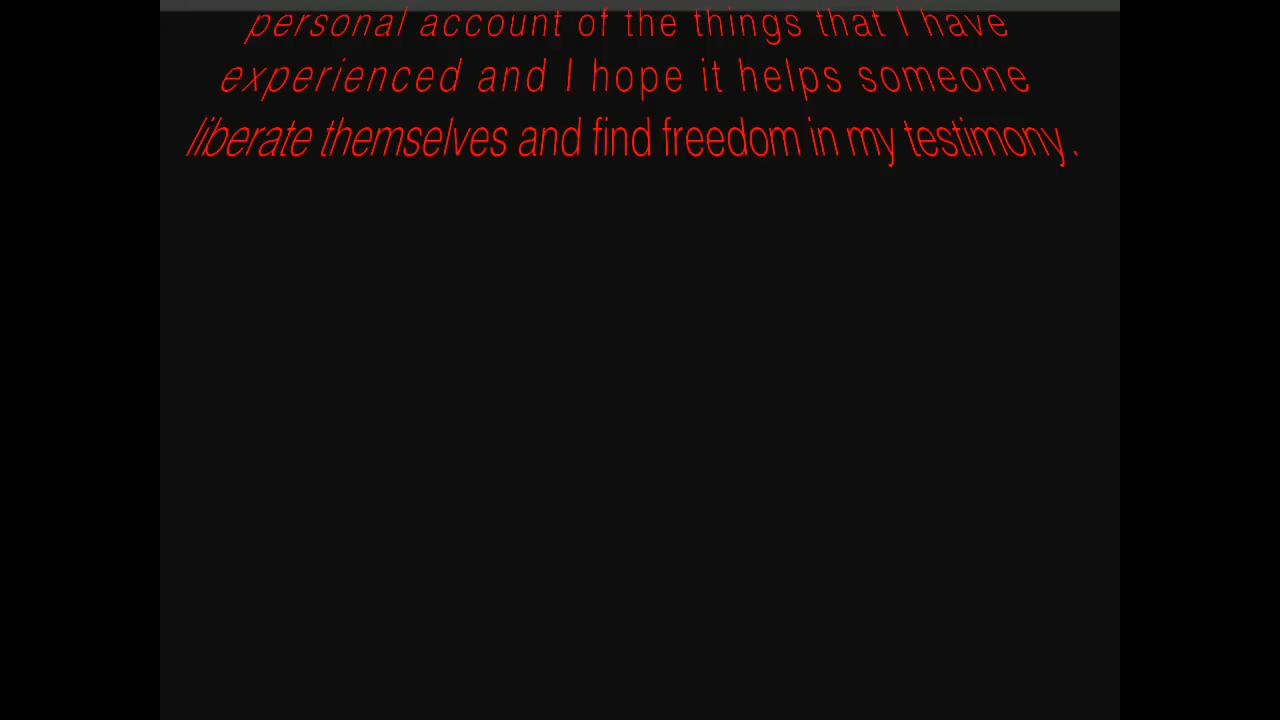 personal account of the things that I have
experienced and I hope it helps someone
liberate themselves and find freedom in my testimony.